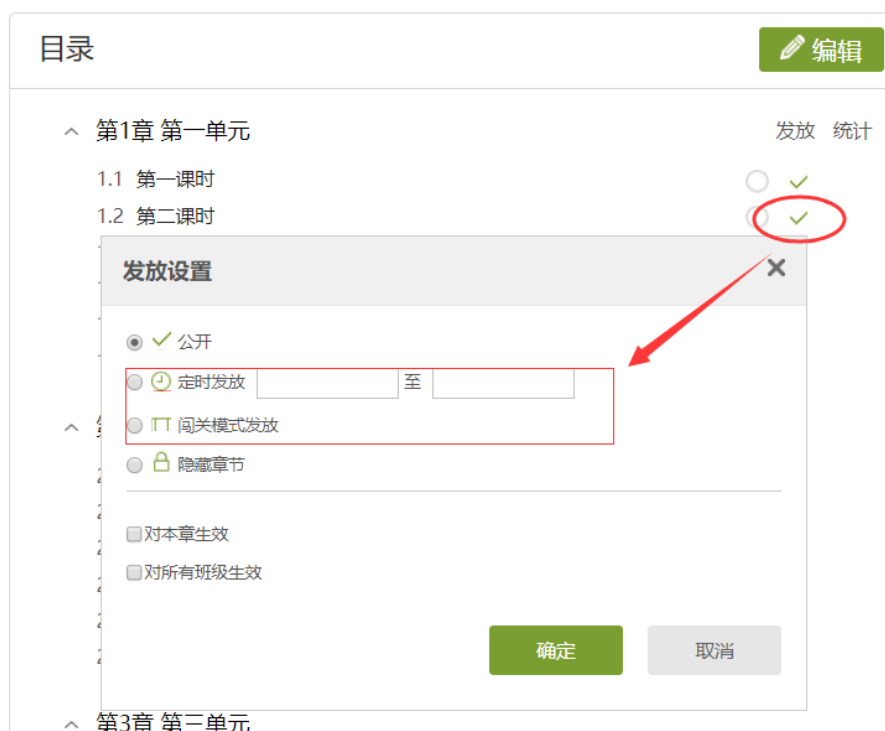 目录
编辑
第1章 第一单元
发放 统计
1.1 第一课时
1.2 第二课时
发放设置
公开
定时发放 至
闯关模式发放
隐藏章节
对本章生效
对所有班级生效
确定 取消
第3章 第三单元